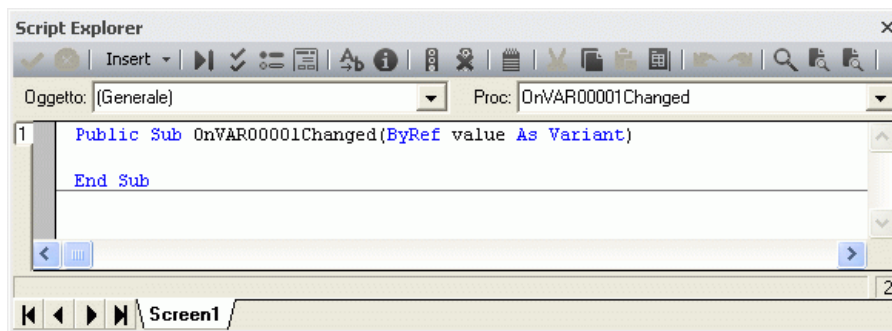 Script Explorer
Insert
Oggetto: (Generale) Proc: OnVAR00001Changed
1
Public Sub OnVAR00001Changed(ByRef value As Variant)
End Sub
2
Screen1